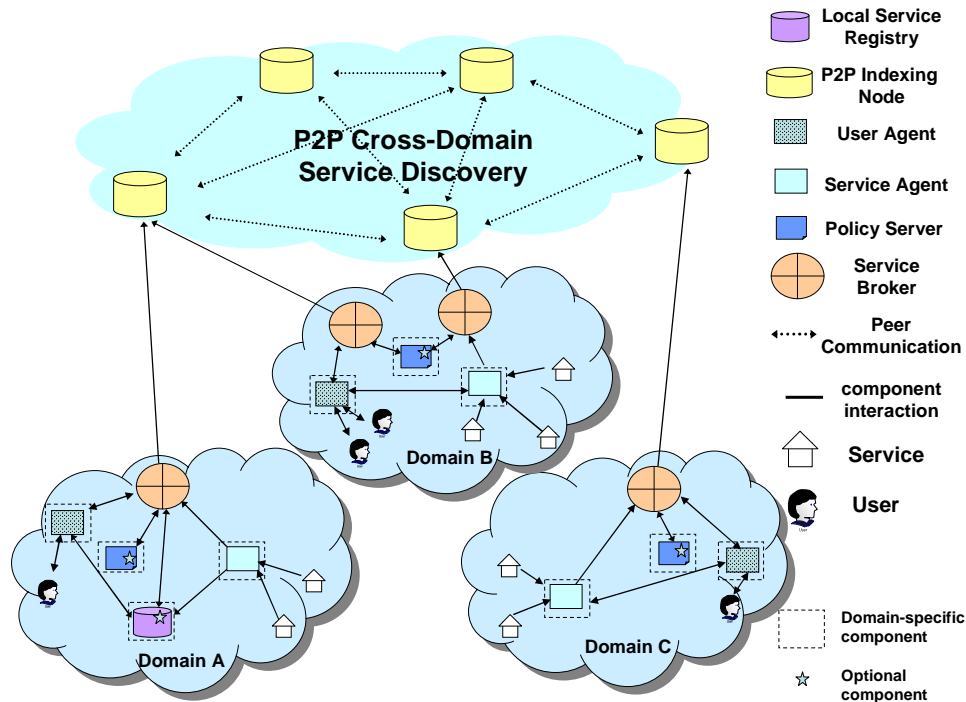 P2P Cross-Domain
Service Discovery
Domain B
Domain A
Domain C
Local Service
Registry
P2P Indexing
Node
User Agent
Service Agent
Policy Server
Service
Broker
Peer
Communication
component
interaction
Service
User
User
Domain-specific
component
Optional
component